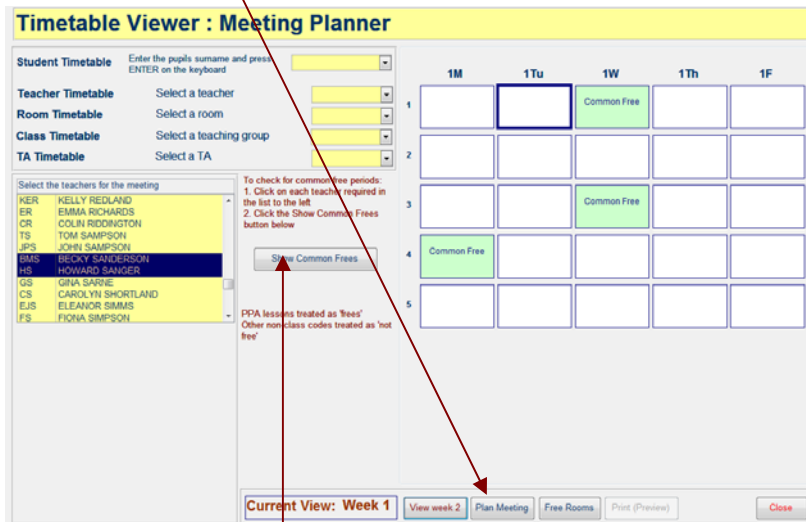 Timetable Viewer : Meeting Planner
Student Timetable
Enter the pupils surname and press
ENTER on the keyboard
Teacher Timetable Select a teacher
Room Timetable Select a room
Class Timetable Select a teaching group
TA Timetable Select a TA
Select the teachers for the meeting
KER KELLY REDLAND
ER EMMA RICHARDS
CR COLIN RIDDINGTON
TS TOM SAMPSON
JPS JOHN SAMPSON
BMS BECKY SANDERSON
HS HOWARD SANGER
GS GINA SARNE
CS CAROLYN SHORTLAND
EJS ELEANOR SIMMS
FS FIONA SIMPSON
To check for common free periods:
1. Click on each teacher required in
the list to the left
2. Click the Show Common Frees
button below
Show Common Frees
PPA lessons treated as 'frees'
Other non-class codes treated as 'not
free'
1M 1Tu 1W 1Th 1F
1 Common Free
2
3 Common Free
4 Common Free
5
Current View: Week 1 View week 2 Plan Meeting Free Rooms Print (Preview) Close